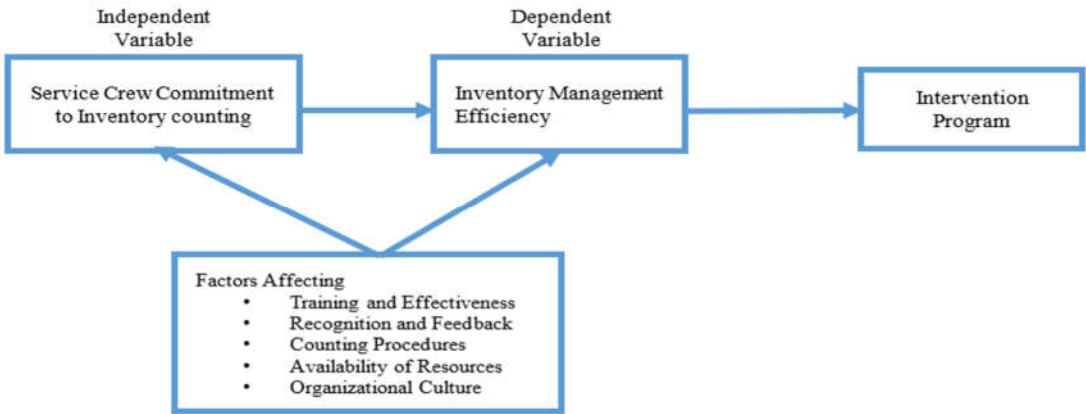 Independent
Variable
Service Crew Commitment
to Inventory counting
Dependent
Variable
Inventory Management
Efficiency
Intervention
Program
Factors Affecting
• Training and Effectiveness
• Recognition and Feedback
• Counting Procedures
• Availability of Resources
• Organizational Culture